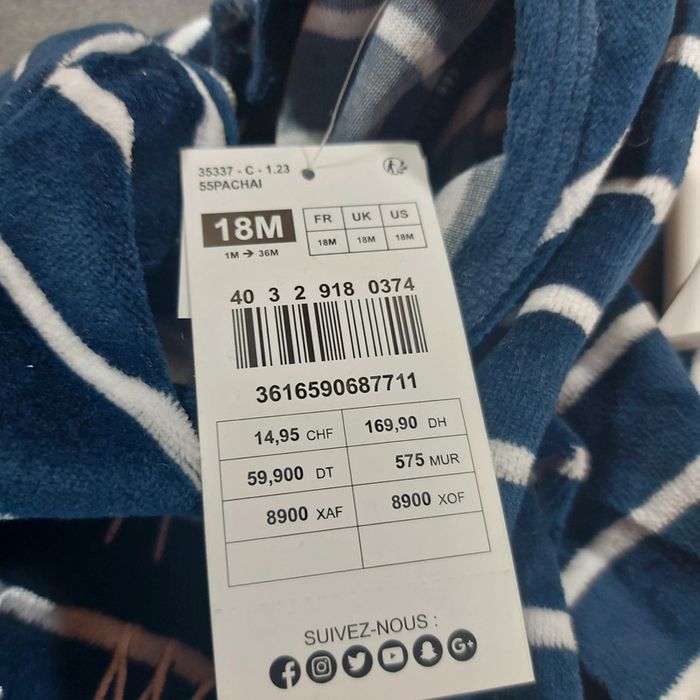 35337 - C - 1.23
55PACHAI
18M
1M → 36M
FR UK US
18M 18M 18M
40 3 2 918 0374
3616590687711
14,95 CHF 169,90 DH
59,900 DT 575 MUR
8900 XAF 8900 XOF
SUIVEZ-NOUS :